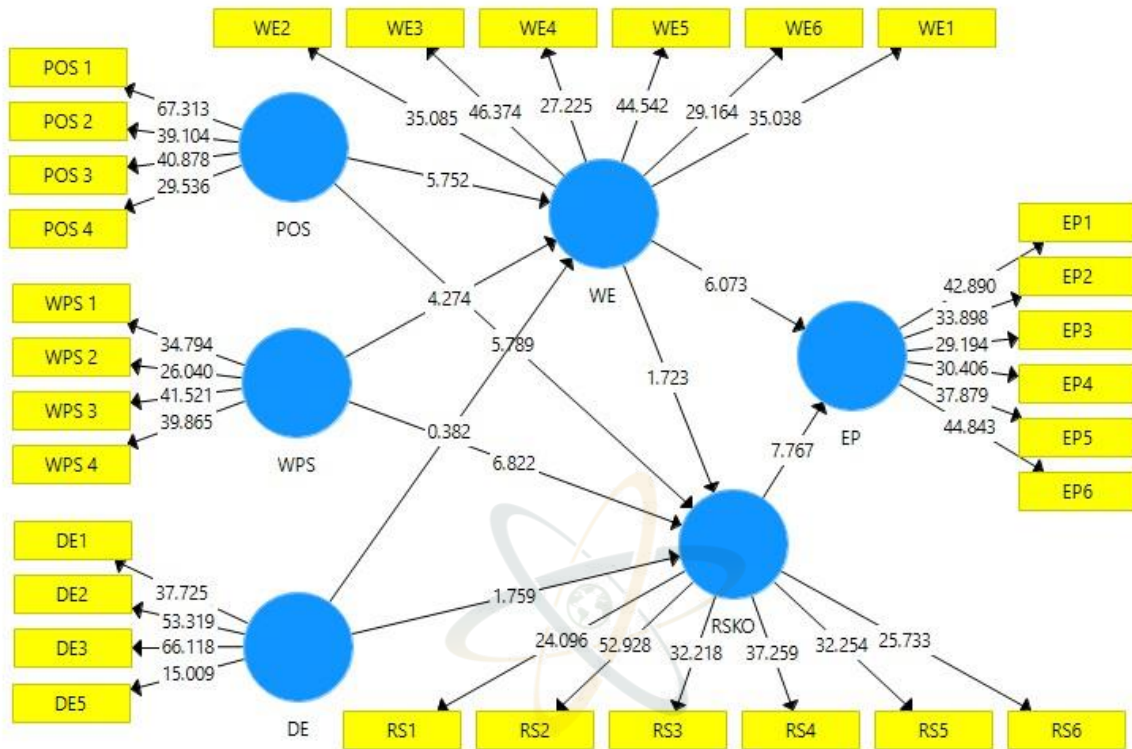 WE2 WE3 WE4 WE5 WE6 WE1
35.085 46.374 27.225 44.542 29.164 35.038
POS 1
POS 2
POS 3
POS 4
67.313
39.104
40.878
29.536
POS
5.752
WE
WPS 1
WPS 2
WPS 3
WPS 4
34.794
26.040
41.521
39.865
WPS
4.274
5.789
0.382
6.822
6.073
1.723
EP
7.767
EP1
EP2
EP3
EP4
EP5
EP6
42.890
33.898
29.194
30.406
37.879
44.843
DE1
DE2
DE3
DE5
37.725
53.319
66.118
15.009
DE
1.759
RSKO
24.096 52.928 32.218 37.259 32.254 25.733
RS1 RS2 RS3 RS4 RS5 RS6